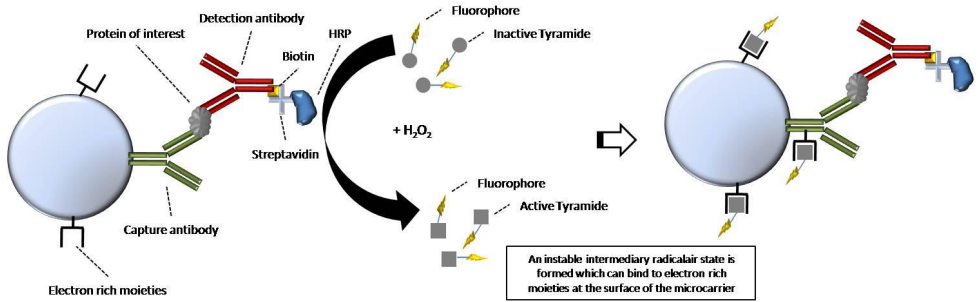 Detection antibody
Protein of interest
Biotin
HRP
Streptavidin
Capture antibody
Electron rich moieties
Fluorophore
Inactive Tyramide
+ H₂O₂
Fluorophore
Active Tyramide
An instable intermediary radicalair state is
formed which can bind to electron rich
moieties at the surface of the microcarrier